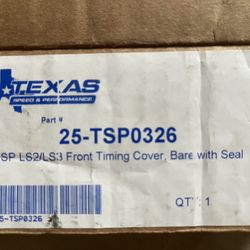 TEXAS
SPEED & PERFORMANCE
Part #
25-TSP0326
SP LS2/LS3 Front Timing Cover, Bare with Seal
QTY: 1
25-TSP0326